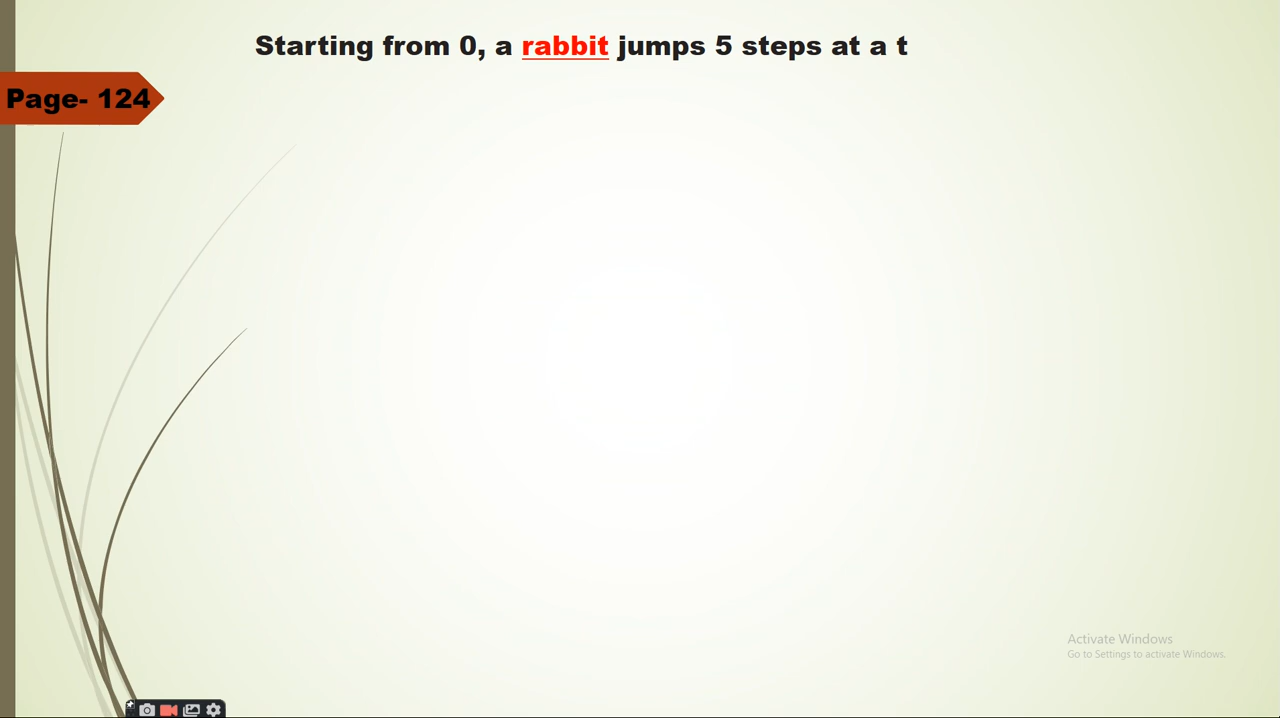 Starting from 0, a rabbit jumps 5 steps at a t
Page- 124
Activate Windows
Go to Settings to activate Windows.